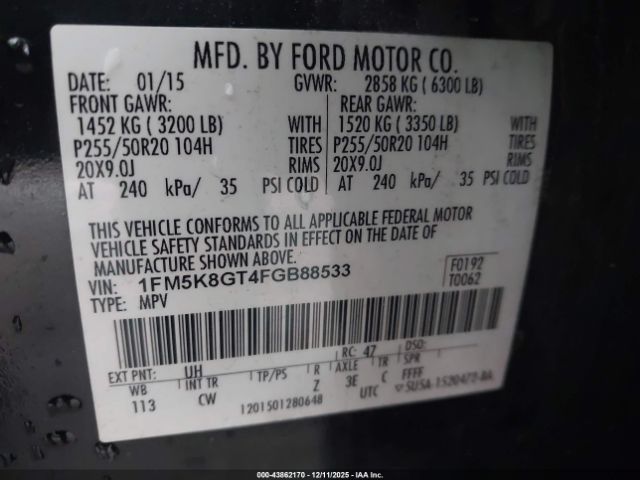 MFD. BY FORD MOTOR CO.
DATE: 01/15 GVWR: 2858 KG ( 6300 LB)
FRONT GAWR: REAR GAWR:
1452 KG ( 3200 LB) WITH 1520 KG ( 3350 LB) WITH
P255/50R20 104H TIRES P255/50R20 104H TIRES
20X9.0J RIMS 20X9.0J RIMS
AT 240 kPa/ 35 PSI COLD AT 240 kPa/ 35 PSI COLD
THIS VEHICLE CONFORMS TO ALL APPLICABLE FEDERAL MOTOR
VEHICLE SAFETY STANDARDS IN EFFECT ON THE DATE OF
MANUFACTURE SHOWN ABOVE.
VIN: 1FM5K8GT4FGB88533 F0192
TYPE: MPV T0062
EXT PNT: UH RC: 47 DSO:
WB INT TR TP/PS R AXLE TR SPR
113 CW Z 3E C FFFF
1201501280648 UTC
000-43862170 - 12/11/2025 - IAAI.CA